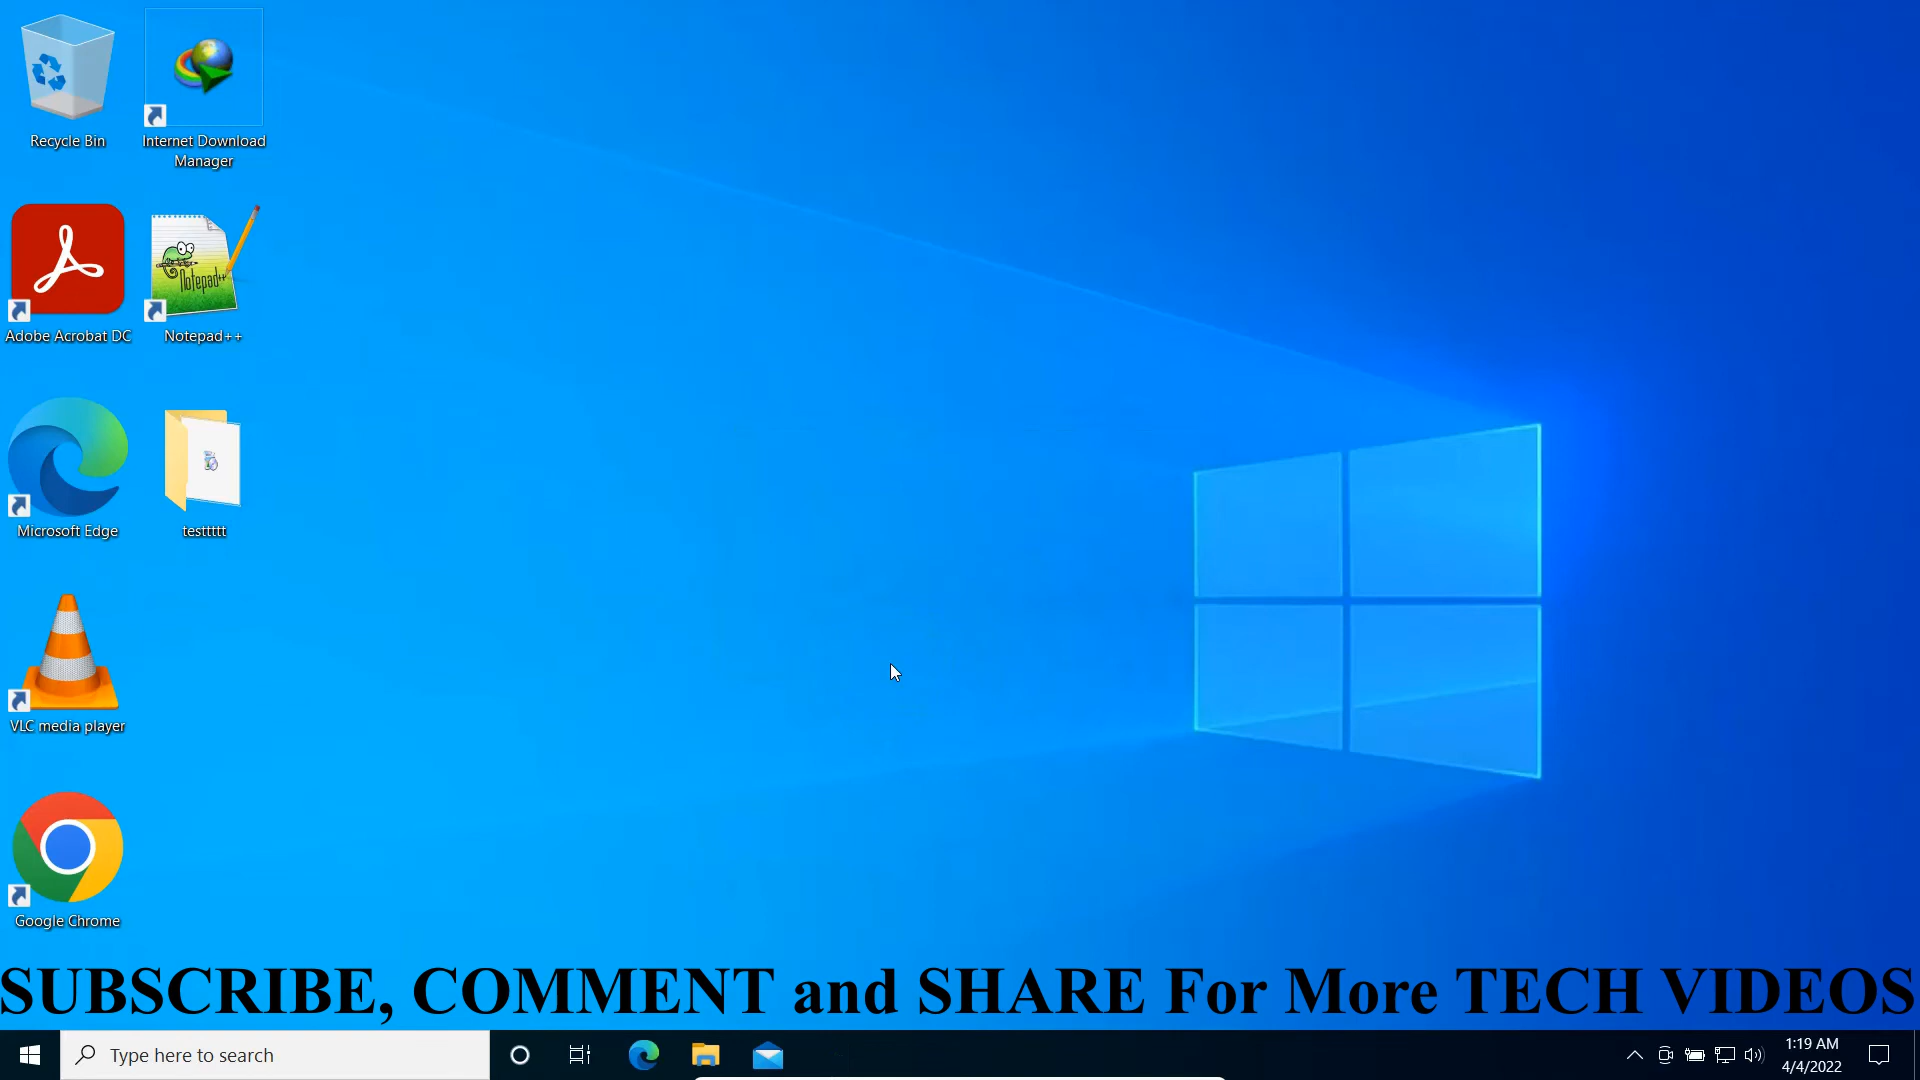 Recycle Bin
Internet Download
Manager
Adobe Acrobat DC
Notepad++
Notepad++
Microsoft Edge
testtttt
VLC media player
Google Chrome
SUBSCRIBE, COMMENT and SHARE For More TECH VIDEOS
Type here to search
1:19 AM
4/4/2022